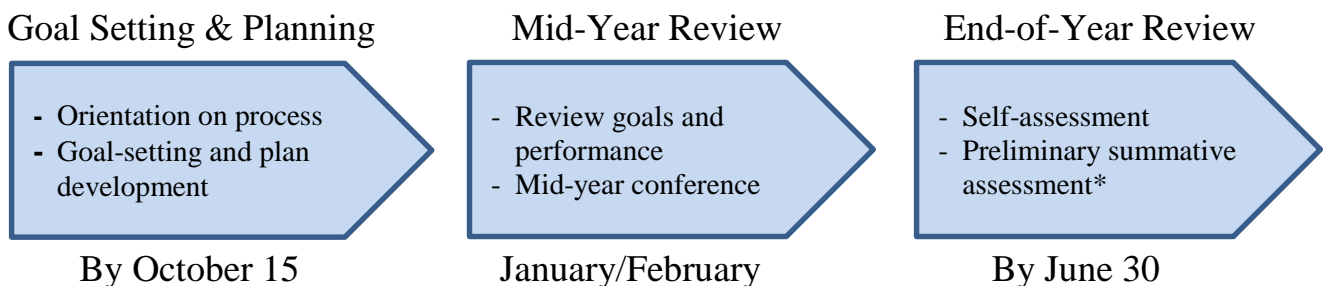 Goal Setting & Planning
- Orientation on process
- Goal-setting and plan
development
By October 15
Mid-Year Review
- Review goals and
performance
- Mid-year conference
January/February
End-of-Year Review
- Self-assessment
- Preliminary summative
assessment*
By June 30